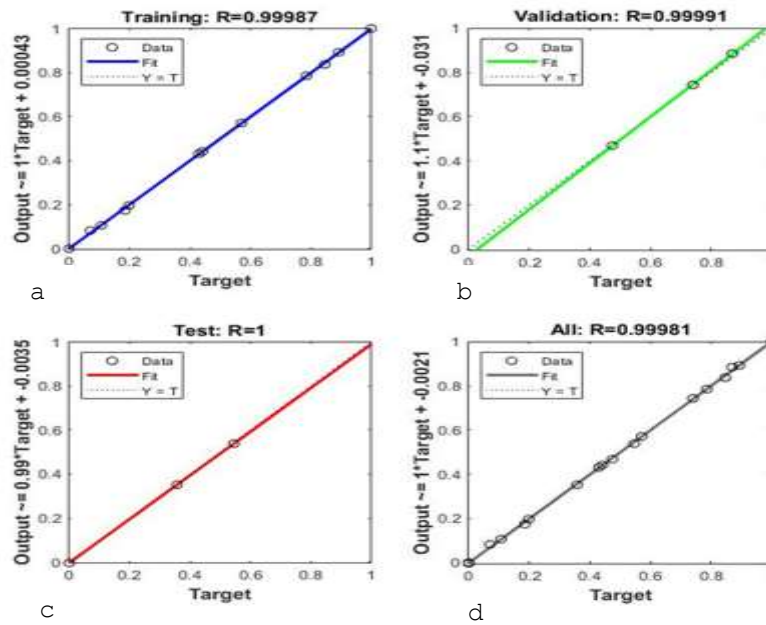 Training: R=0.99987
Output ~= 1*Target + 0.00043
1
0.8
0.6
0.4
0.2
0
Data
Fit
Y = T
0 0.2 0.4 0.6 0.8 1
Target
a
Validation: R=0.99991
Output ~= 1.1*Target + -0.031
1
0.8
0.6
0.4
0.2
0
Data
Fit
Y = T
0 0.2 0.4 0.6 0.8
Target
b
Test: R=1
Output ~= 0.99*Target + -0.0035
1
0.8
0.6
0.4
0.2
0
Data
Fit
Y = T
0 0.2 0.4 0.6 0.8 1
Target
c
All: R=0.99981
Output ~= 1*Target + -0.0021
1
0.8
0.6
0.4
0.2
0
Data
Fit
Y = T
0 0.2 0.4 0.6 0.8
Target
d